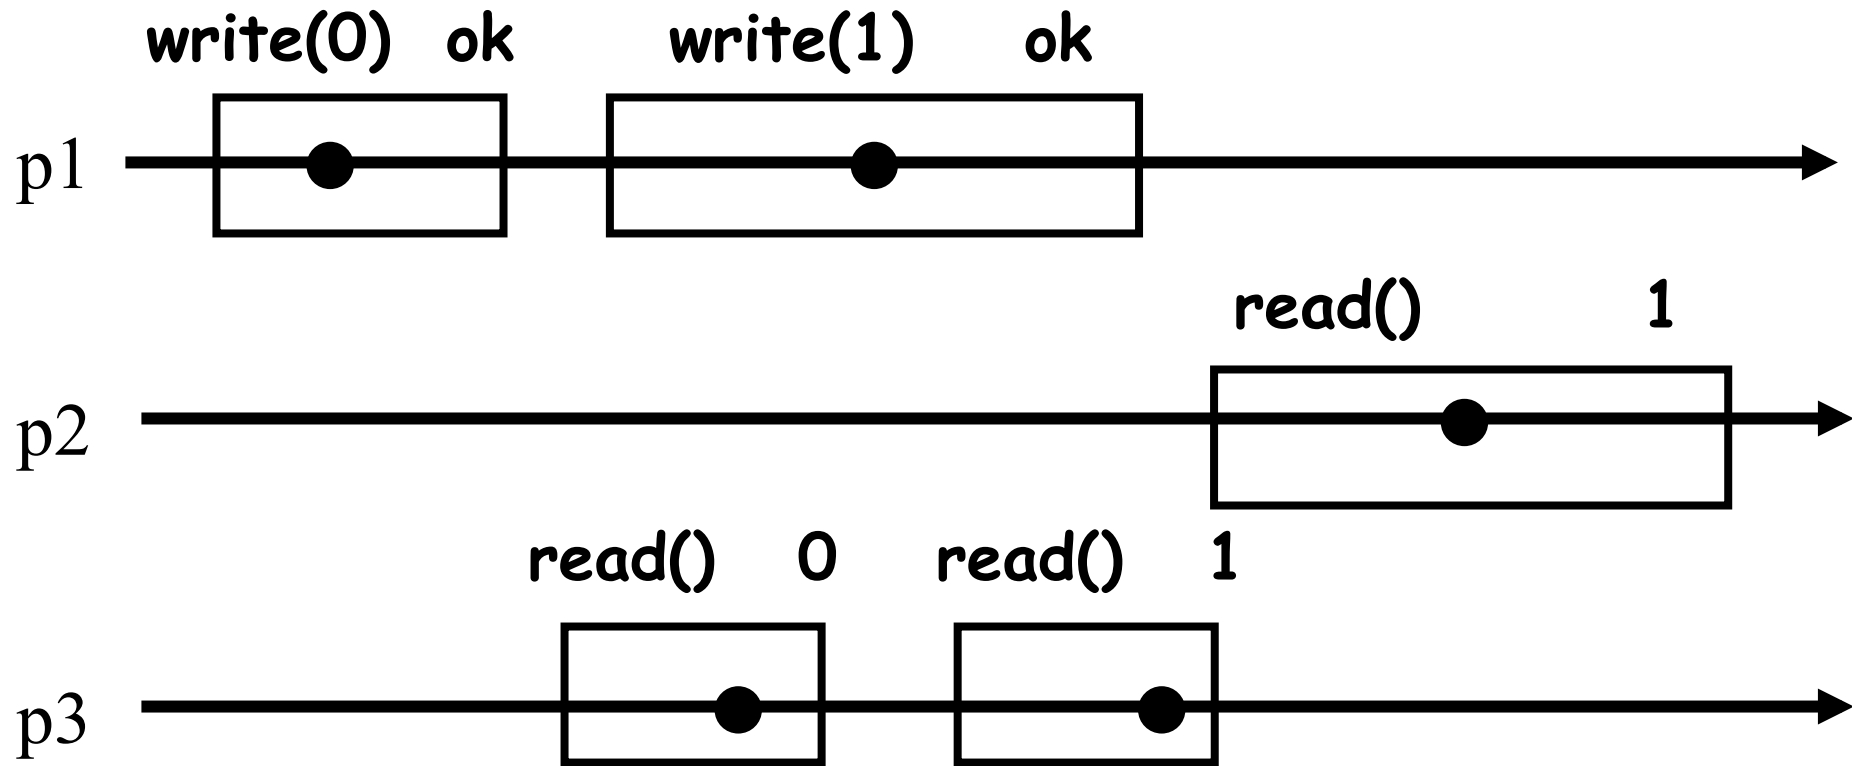 write(0) ok write(1) ok
p1
read() 1
p2
read() 0 read() 1
p3